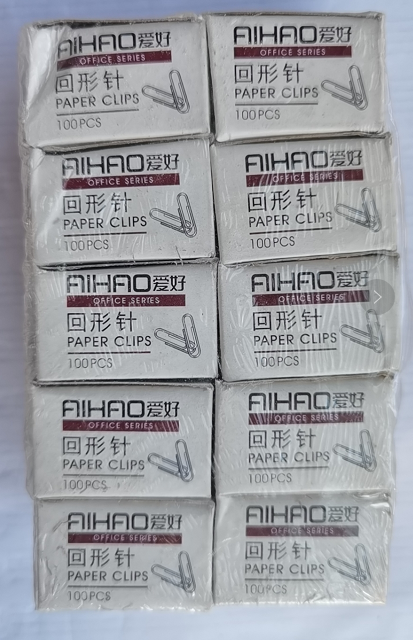 AIHAO爱好
OFFICE SERIES
回形针
PAPER CLIPS
100PCS
AIHAO爱好
OFFICE SERIES
回形针
PAPER CLIPS
100PCS
AIHAO爱好
OFFICE SERIES
回形针
PAPER CLIPS
100PCS
AIHAO爱好
OFFICE SERIES
回形针
PAPER CLIPS
100PCS
AIHAO爱好
OFFICE SERIES
回形针
PAPER CLIPS
100PCS
AIHAO爱好
OFFICE SERIES
回形针
PAPER CLIPS
100PCS
AIHAO爱好
OFFICE SERIES
回形针
PAPER CLIPS
100PCS
AIHAO爱好
OFFICE SERIES
回形针
PAPER CLIPS
100PCS
AIHAO爱好
OFFICE SERIES
回形针
PAPER CLIPS
100PCS
AIHAO爱好
OFFICE SERIES
回形针
PAPER CLIPS
100PCS